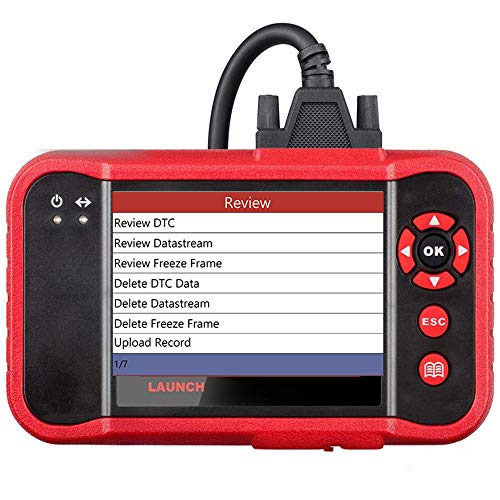 Review
Review DTC
Review Datastream
Review Freeze Frame
Delete DTC Data
Delete Datastream
Delete Freeze Frame
Upload Record
1/7
LAUNCH
OK
ESC